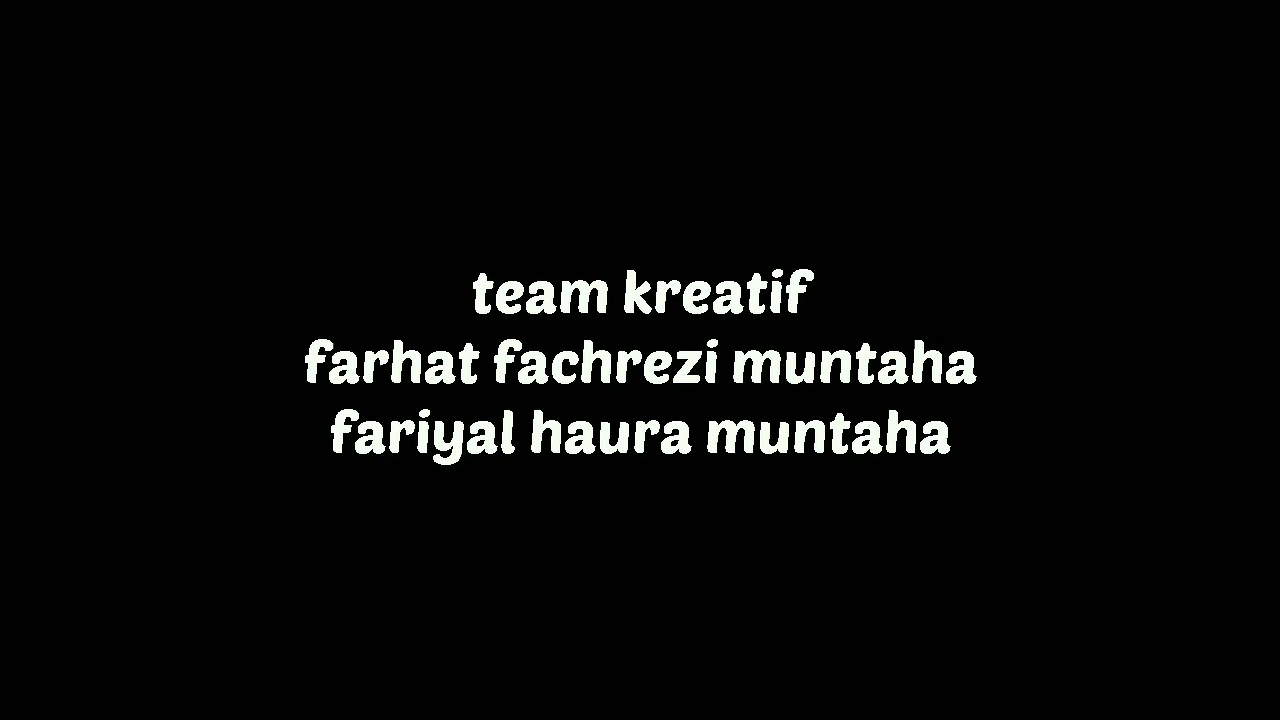 team kreatif
farhat fachrezi muntaha
fariyal haura muntaha